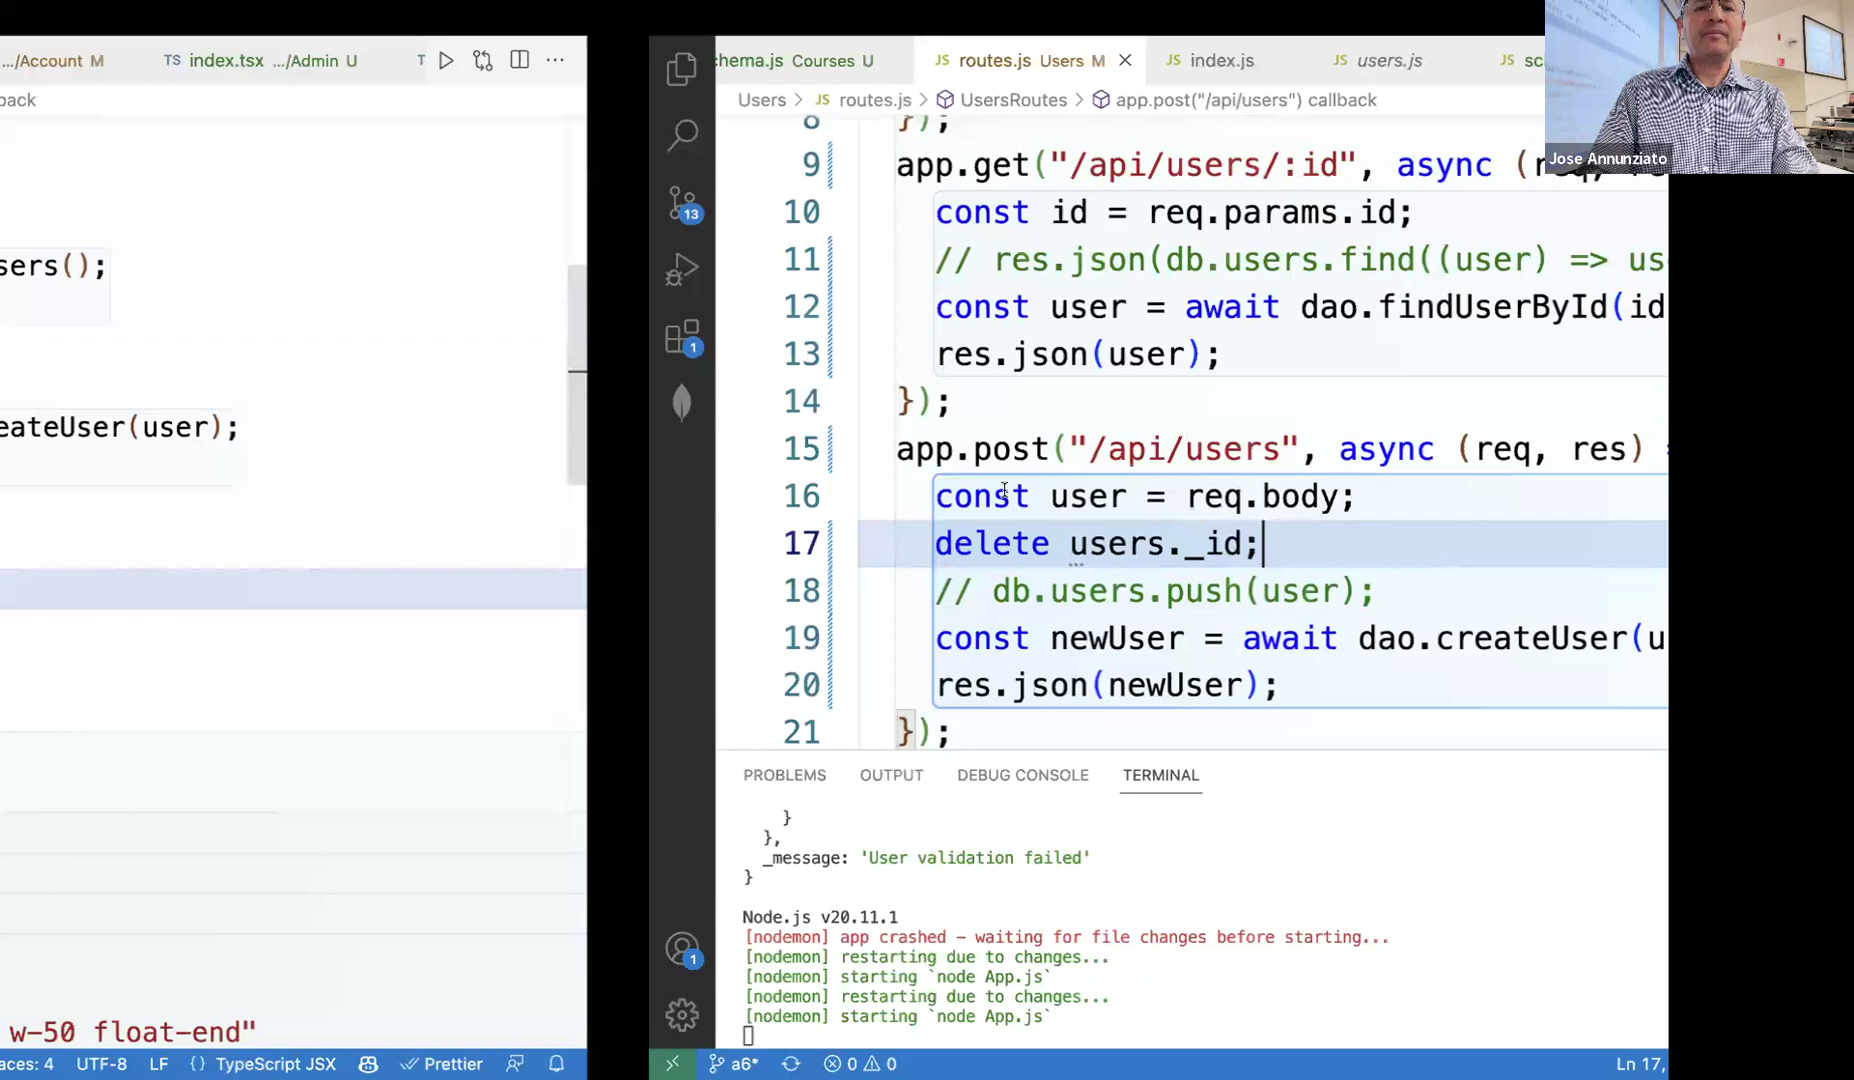 .../Account M
TS index.tsx .../Admin U
back
sers();
eateUser(user);
w-50 float-end"
aces: 4 UTF-8 LF {} TypeScript JSX Prettier
hema.js Courses U
JS routes.js Users M
JS index.js
JS users.js
JS sc
Users > JS routes.js > UsersRoutes > app.post("/api/users") callback
8 });
9 app.get("/api/users/:id", async (req, re
10 const id = req.params.id;
11 // res.json(db.users.find((user) => us
12 const user = await dao.findUserById(id
13 res.json(user);
14 });
15 app.post("/api/users", async (req, res) =
16 const user = req.body;
17 delete users._id;
18 // db.users.push(user);
19 const newUser = await dao.createUser(u
20 res.json(newUser);
21 });
13
1
1
PROBLEMS OUTPUT DEBUG CONSOLE TERMINAL
}
},
_message: 'User validation failed'
}
Node.js v20.11.1
[nodemon] app crashed - waiting for file changes before starting...
[nodemon] restarting due to changes...
[nodemon] starting `node App.js`
[nodemon] restarting due to changes...
[nodemon] starting `node App.js`
a6* 0 0
Ln 17,
Jose Annunziato